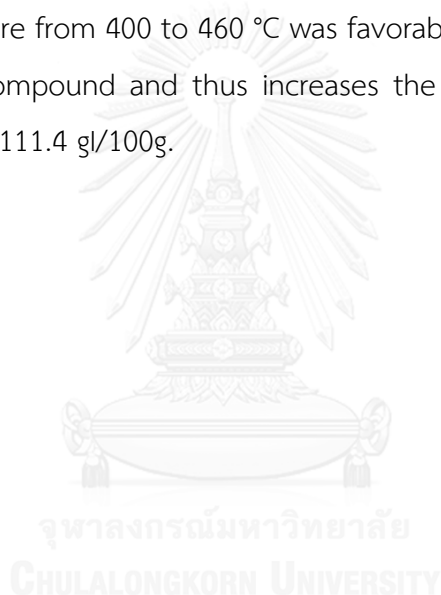 re from 400 to 460 °C was favorab
ompound and thus increases the
111.4 gI/100g.
จุฬาลงกรณ์มหาวิทยาลัย
CHULALONGKORN UNIVERSITY